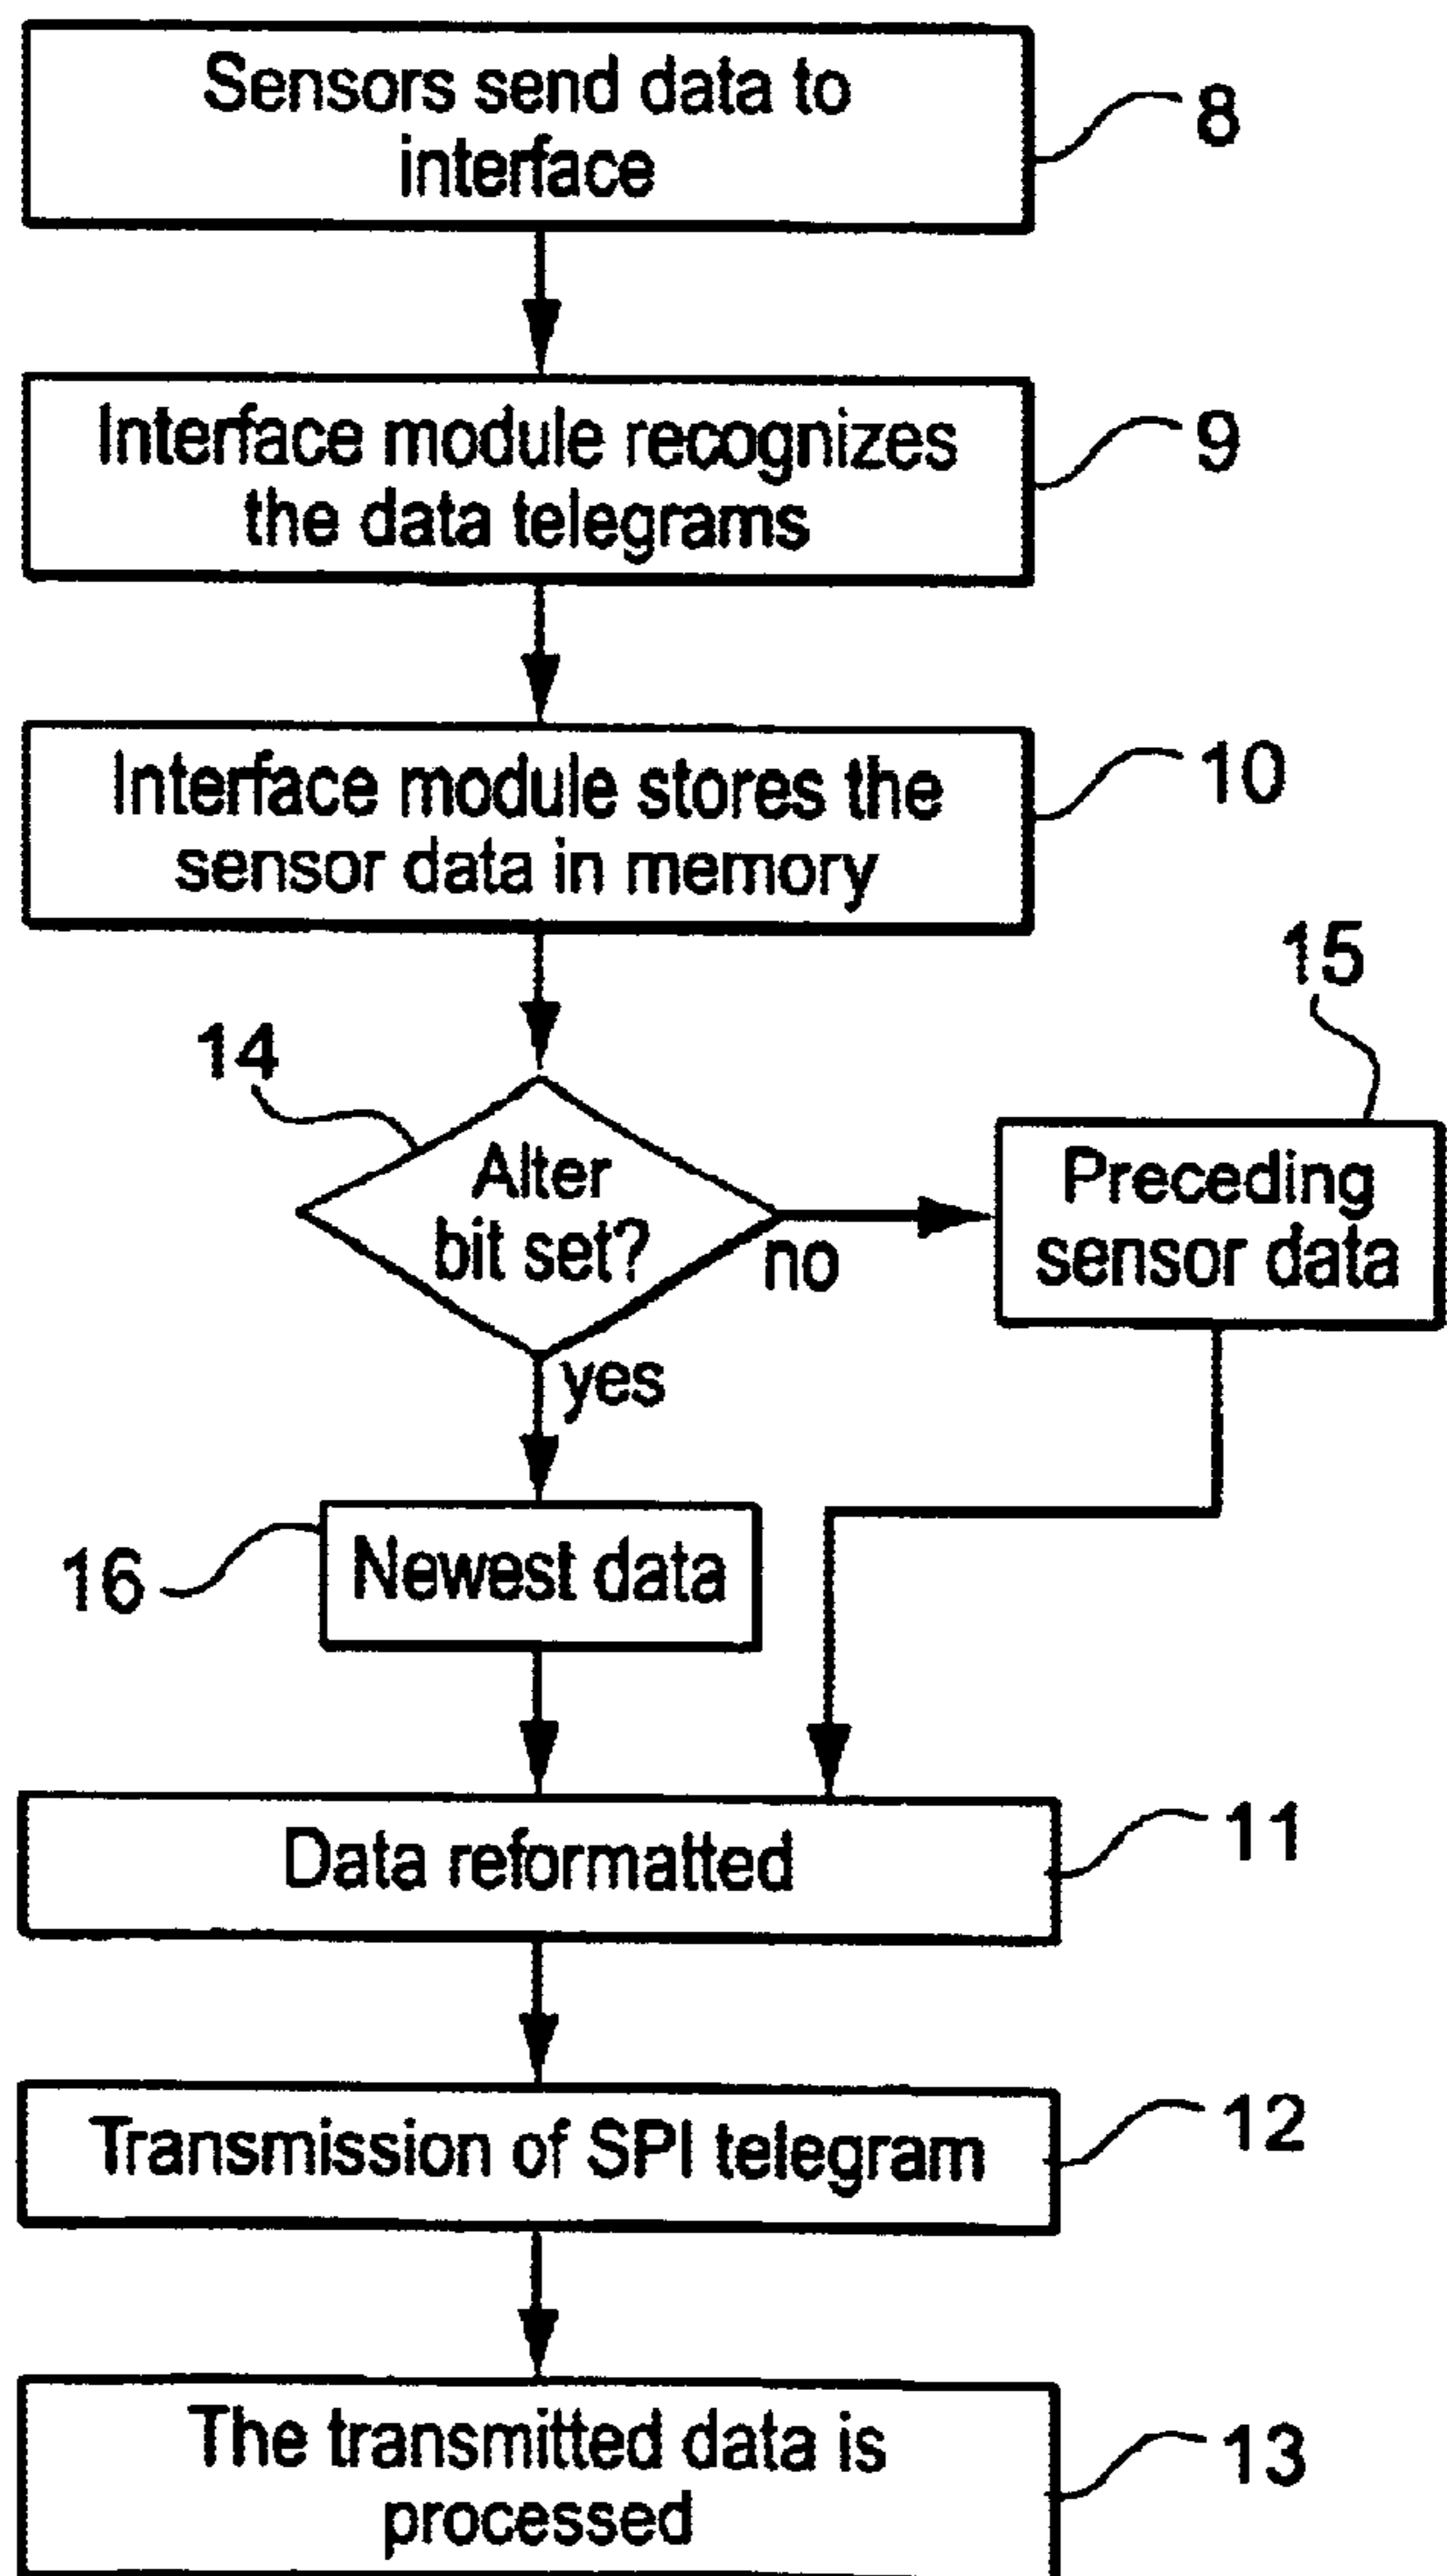 Sensors send data to
interface
8
Interface module recognizes
the data telegrams
9
Interface module stores the
sensor data in memory
10
14
Alter
bit set?
no
yes
15
Preceding
sensor data
16
Newest data
Data reformatted
11
Transmission of SPI telegram
12
The transmitted data is
processed
13